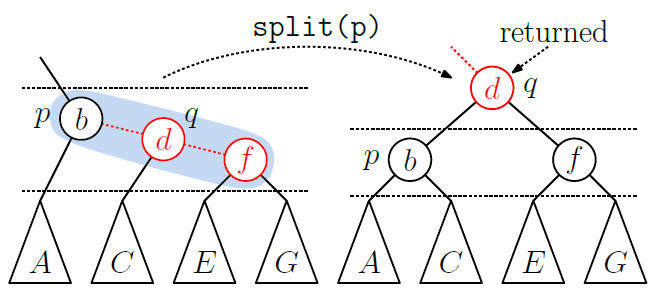 split(p)
returned
p b q d f
A C E G
d q
p b f
A C E G